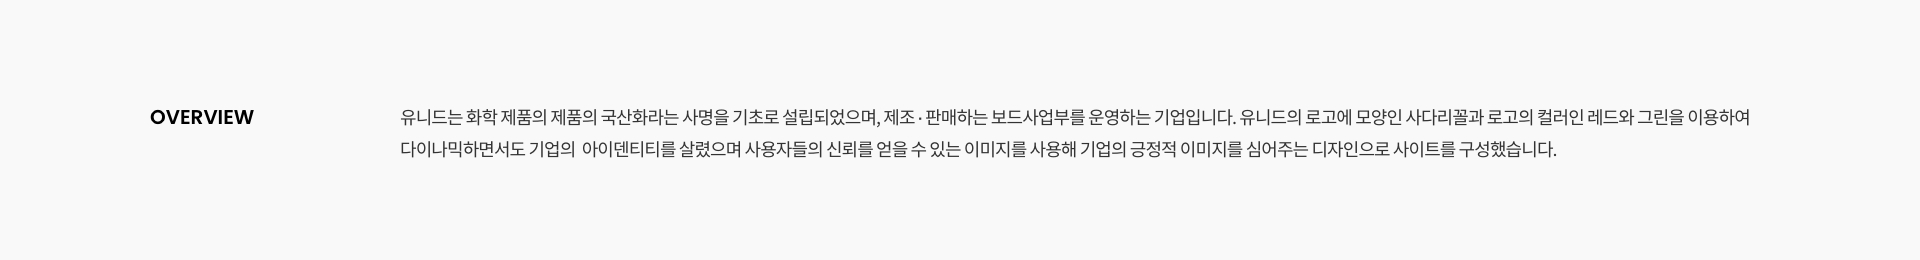 OVERVIEW
유니드는 화학 제품의 제품의 국산화라는 사명을 기초로 설립되었으며, 제조 · 판매하는 보드사업부를 운영하는 기업입니다. 유니드의 로고에 모양인 사다리꼴과 로고의 컬러인 레드와 그린을 이용하여
다이나믹하면서도 기업의  아이덴티티를 살렸으며 사용자들의 신뢰를 얻을 수 있는 이미지를 사용해 기업의 긍정적 이미지를 심어주는 디자인으로 사이트를 구성했습니다.